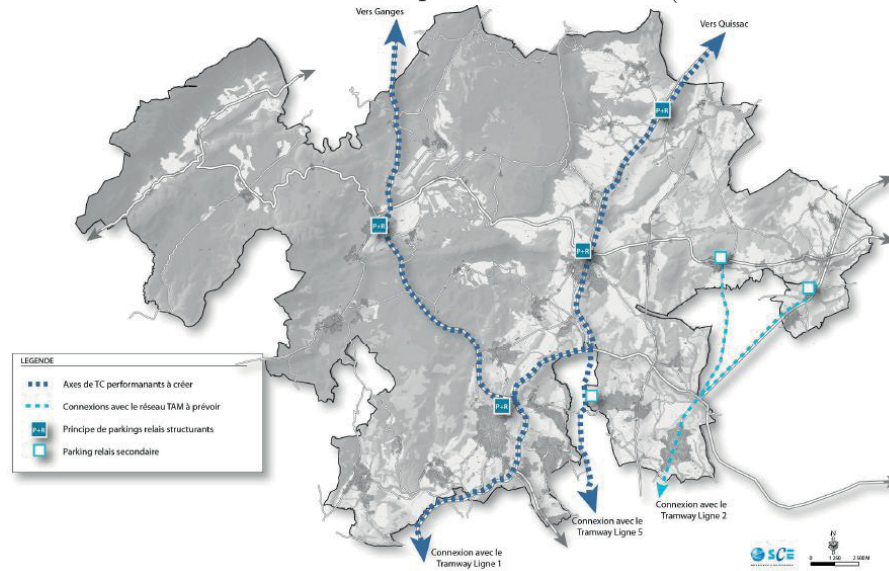 Vers Ganges
Vers Quissac
P+R
P+R
P+R
P+R
LEGENDE
Axes de TC performanants à créer
Connexions avec le réseau TAM à prévoir
P+R
Principe de parkings relais structurants
Parking relais secondaire
Connexion avec le
Tramway Ligne 2
Connexion avec le
Tramway Ligne 5
Connexion avec le
Tramway Ligne 1
SCE
N